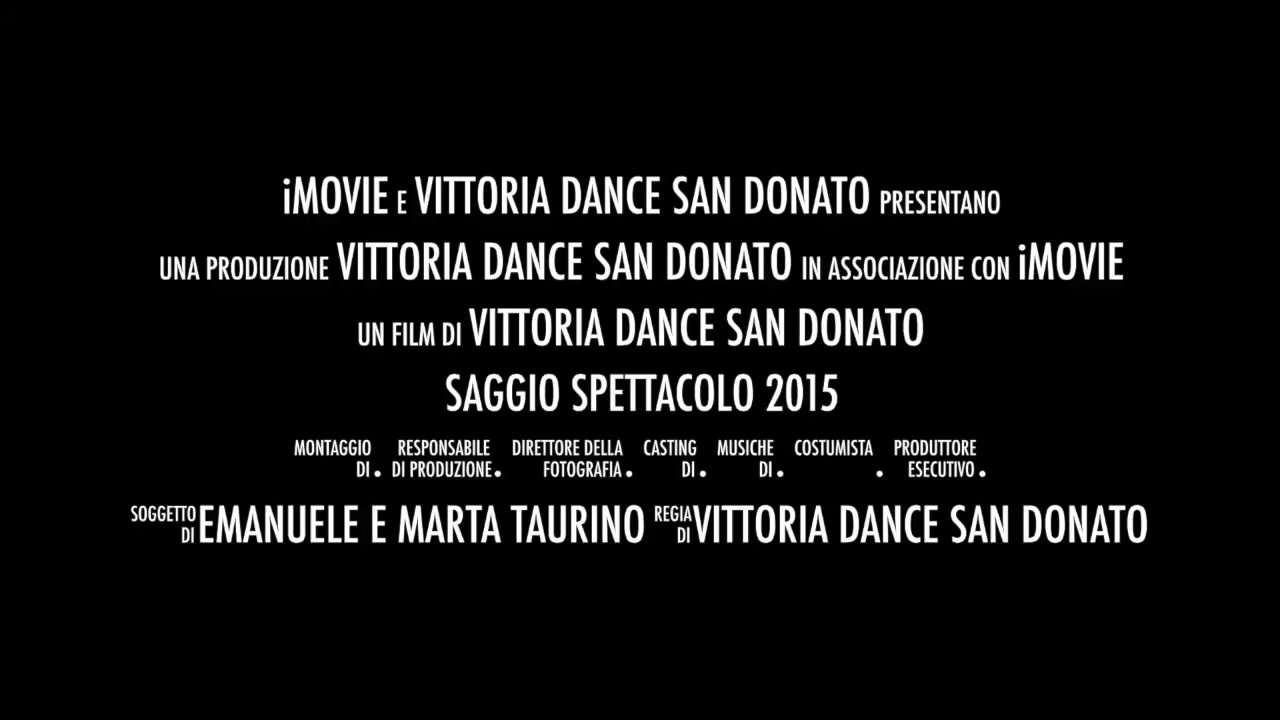 iMOVIE E VITTORIA DANCE SAN DONATO PRESENTANO
UNA PRODUZIONE VITTORIA DANCE SAN DONATO IN ASSOCIAZIONE CON iMOVIE
UN FILM DI VITTORIA DANCE SAN DONATO
SAGGIO SPETTACOLO 2015
MONTAGGIO DI . RESPONSABILE DI PRODUZIONE . DIRETTORE DELLA FOTOGRAFIA . CASTING DI . MUSICHE DI . COSTUMISTA . PRODUTTORE ESECUTIVO .
SOGGETTO DI EMANUELE E MARTA TAURINO REGIA DI VITTORIA DANCE SAN DONATO